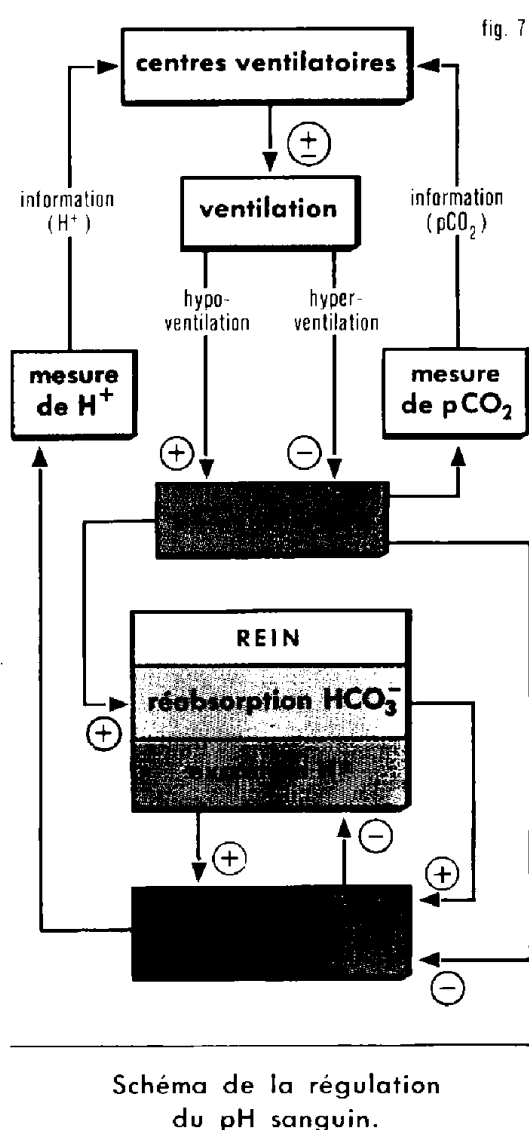 fig. 7
centres ventilatoires
±
information
(H⁺)
ventilation
information
(pCO₂)
hypo-
ventilation
hyper-
ventilation
mesure
de H⁺
mesure
de pCO₂
+
−
REIN
réabsorption HCO₃⁻
+
H⁺
+
−
+
−
Schéma de la régulation
du pH sanguin.